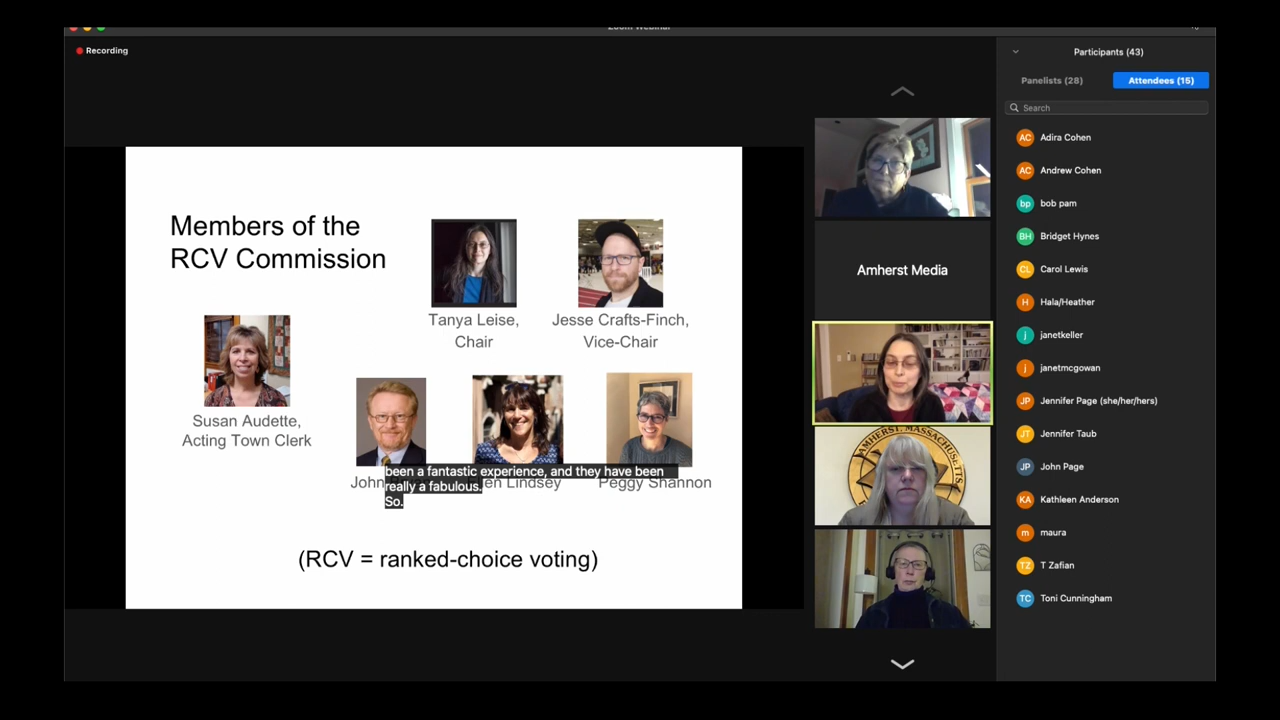 Zoom Webinar
Recording
Members of the
RCV Commission
Tanya Leise,
Chair
Jesse Crafts-Finch,
Vice-Chair
Susan Audette,
Acting Town Clerk
John
Lindsey
Peggy Shannon
been a fantastic experience, and they have been
really a fabulous.
So.
(RCV = ranked-choice voting)
Amherst Media
AMHERST MASSACHUSETTS
Participants (43)
Panelists (28)
Attendees (15)
Search
AC Adira Cohen
AC Andrew Cohen
bp bob pam
BH Bridget Hynes
CL Carol Lewis
H Hala/Heather
j janetkeller
j janetmcgowan
JP Jennifer Page (she/her/hers)
JT Jennifer Taub
JP John Page
KA Kathleen Anderson
m maura
TZ T Zafian
TC Toni Cunningham